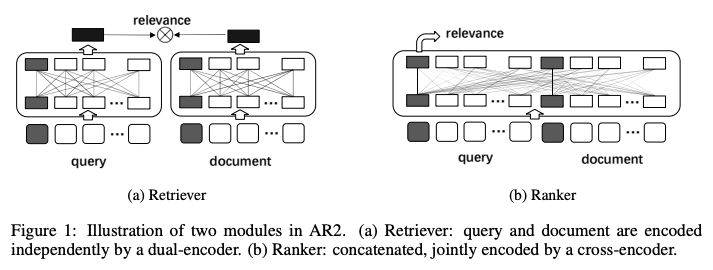 relevance
relevance
query
document
query
document
(a) Retriever
(b) Ranker
Figure 1: Illustration of two modules in AR2. (a) Retriever: query and document are encoded
independently by a dual-encoder. (b) Ranker: concatenated, jointly encoded by a cross-encoder.